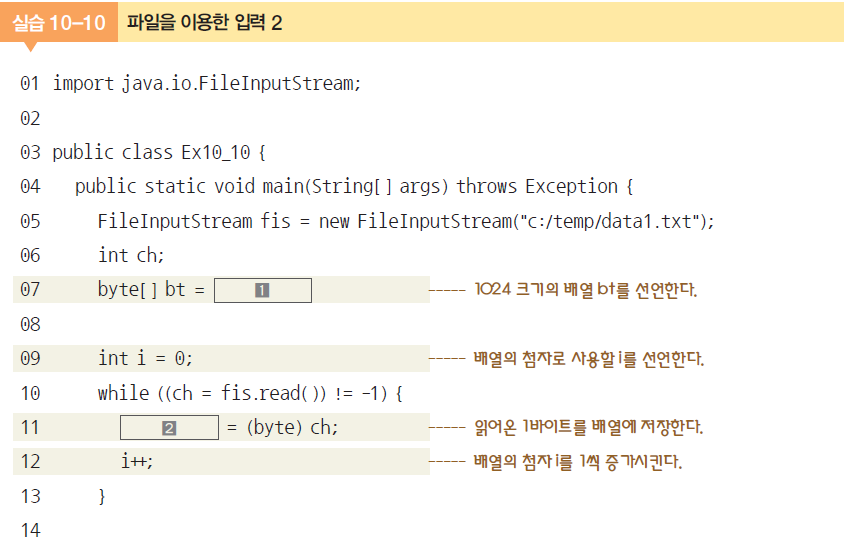 실습 10-10 파일을 이용한 입력 2
01 import java.io.FileInputStream;
02
03 public class Ex10_10 {
04 public static void main(String[] args) throws Exception {
05 FileInputStream fis = new FileInputStream("c:/temp/data1.txt");
06 int ch;
07 byte[] bt = 1 ----- 1024 크기의 배열 bt를 선언한다.
08
09 int i = 0; ----- 배열의 첨자로 사용할 i를 선언한다.
10 while ((ch = fis.read()) != -1) {
11 2 = (byte) ch; ----- 읽어온 1바이트를 배열에 저장한다.
12 i++; ----- 배열의 첨자 i를 1씩 증가시킨다.
13 }
14